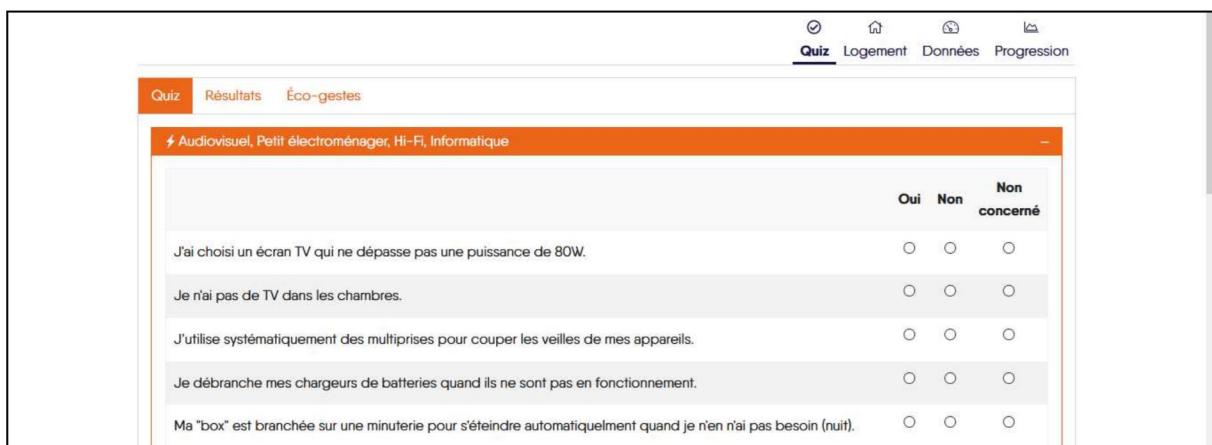 Quiz Logement Données Progression
Quiz Résultats Éco-gestes
Audiovisuel, Petit électroménager, Hi-Fi, Informatique
Oui Non Non concerné
J'ai choisi un écran TV qui ne dépasse pas une puissance de 80W.
Je n'ai pas de TV dans les chambres.
J'utilise systématiquement des multiprises pour couper les veilles de mes appareils.
Je débranche mes chargeurs de batteries quand ils ne sont pas en fonctionnement.
Ma "box" est branchée sur une minuterie pour s'éteindre automatiquelment quand je n'en n'ai pas besoin (nuit).